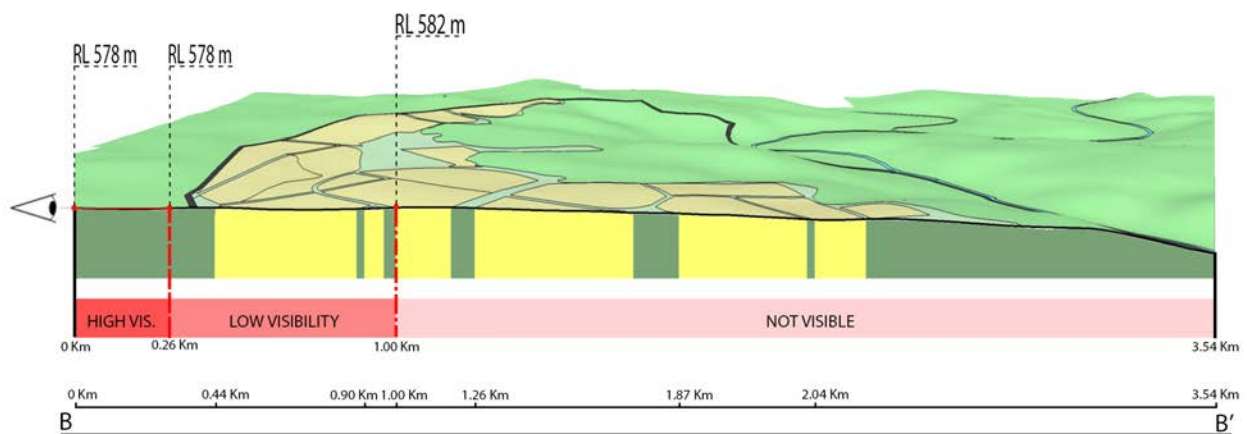 RL 582 m
RL 578 m RL 578 m
HIGH VIS. LOW VISIBILITY NOT VISIBLE
0 Km 0.26 Km 1.00 Km 3.54 Km
0 Km 0.44 Km 0.90 Km 1.00 Km 1.26 Km 1.87 Km 2.04 Km 3.54 Km
B B'